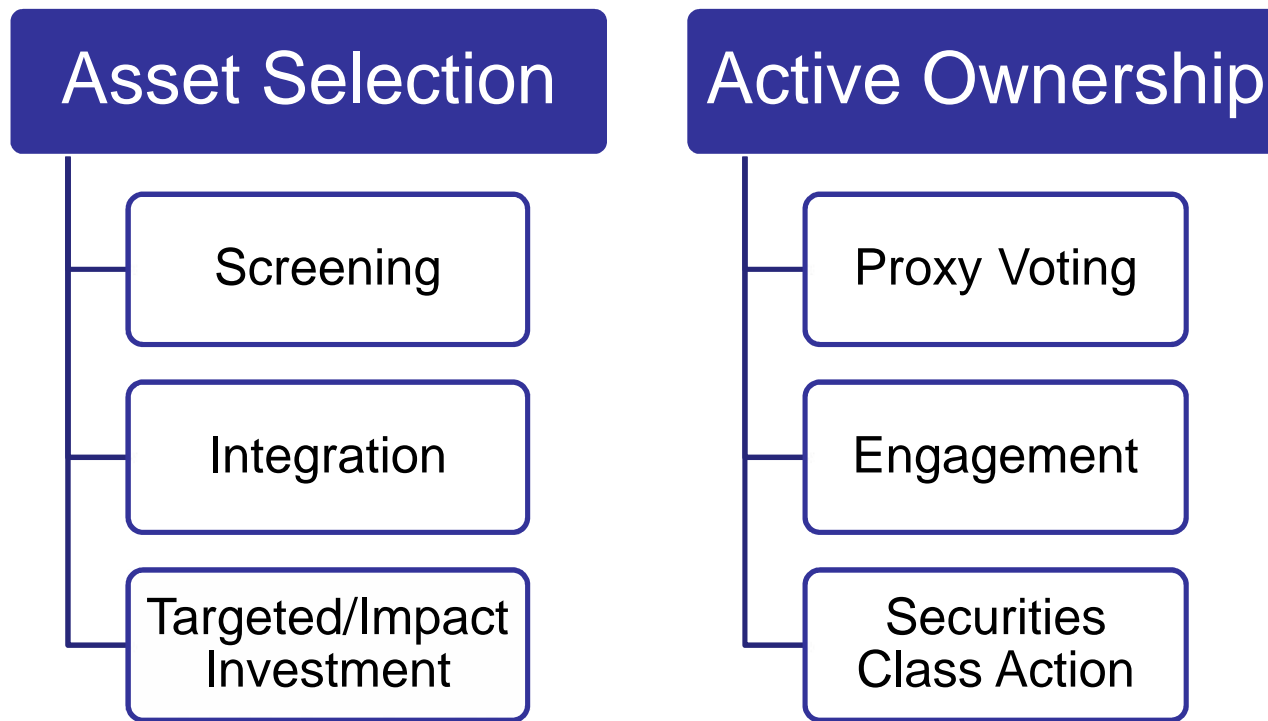 Asset Selection
Screening
Integration
Targeted/Impact
Investment
Active Ownership
Proxy Voting
Engagement
Securities
Class Action